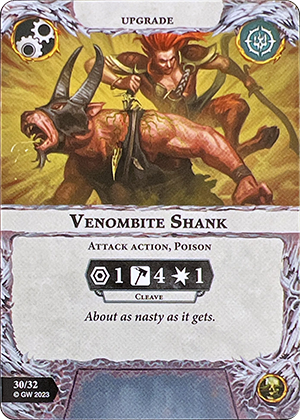 UPGRADE
VENOMBITE SHANK
ATTACK ACTION, POISON
1 4 1
CLEAVE
About as nasty as it gets.
30/32
© GW 2023